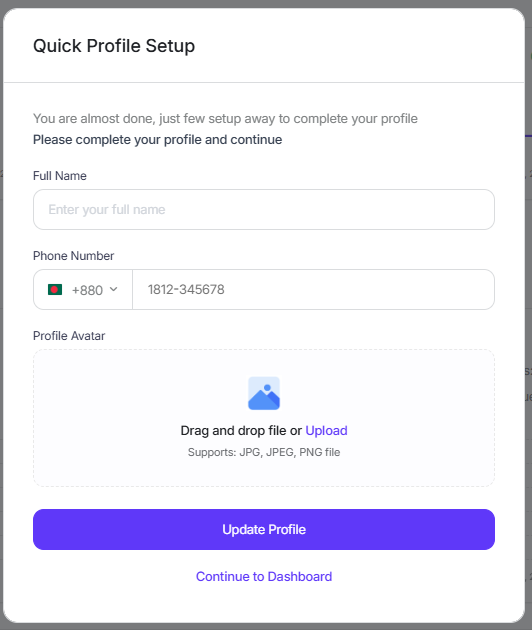 Quick Profile Setup
You are almost done, just few setup away to complete your profile
Please complete your profile and continue
Full Name
Enter your full name
Phone Number
+880 1812-345678
Profile Avatar
Drag and drop file or Upload
Supports: JPG, JPEG, PNG file
Update Profile
Continue to Dashboard